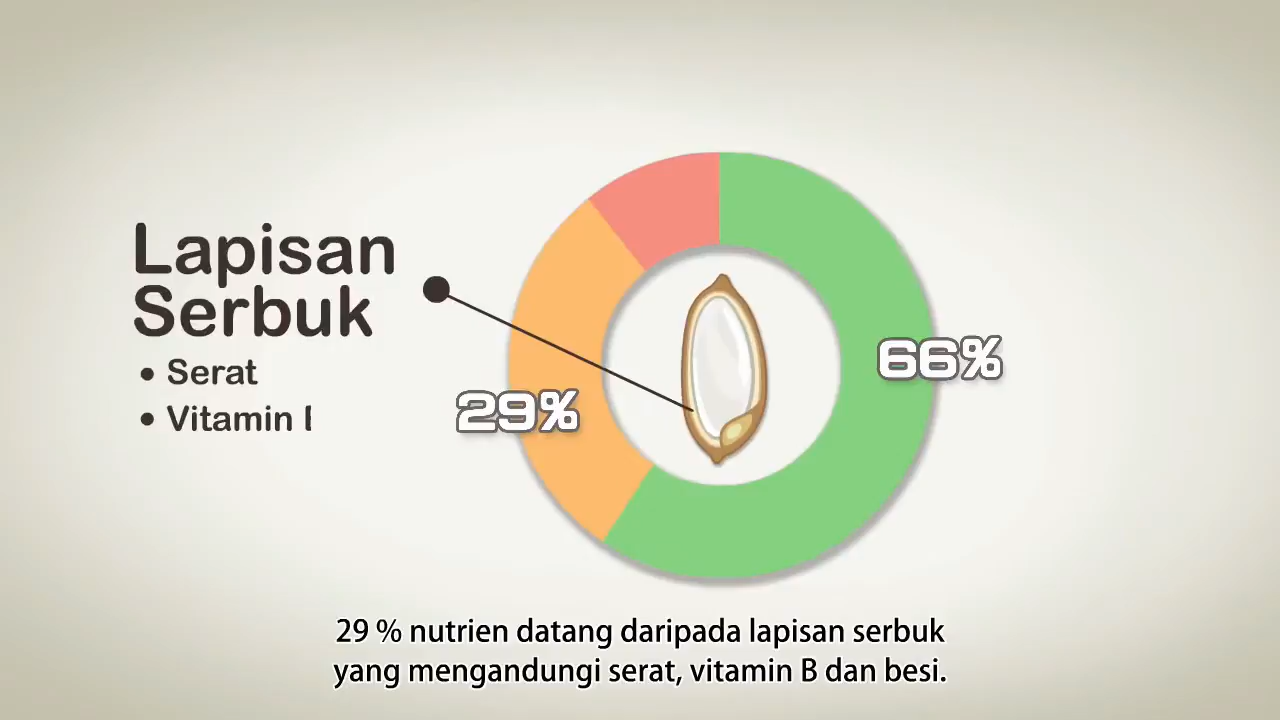 Lapisan
Serbuk
• Serat
• Vitamin
29%
66%
29 % nutrien datang daripada lapisan serbuk
yang mengandungi serat, vitamin B dan besi.